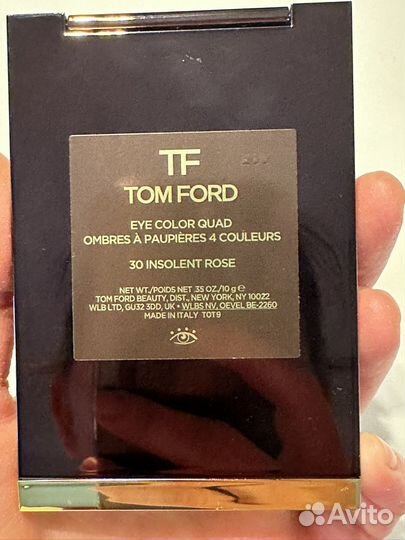 TF
TOM FORD
EYE COLOR QUAD
OMBRES À PAUPIÈRES 4 COULEURS
30 INSOLENT ROSE
NET WT./POIDS NET .35 OZ./10 g ℮
TOM FORD BEAUTY, DIST., NEW YORK, NY 10022
WLB LTD, GU32 3DD, UK • WLBS NV, OEVEL BE-2260
MADE IN ITALY T0T9
Avito